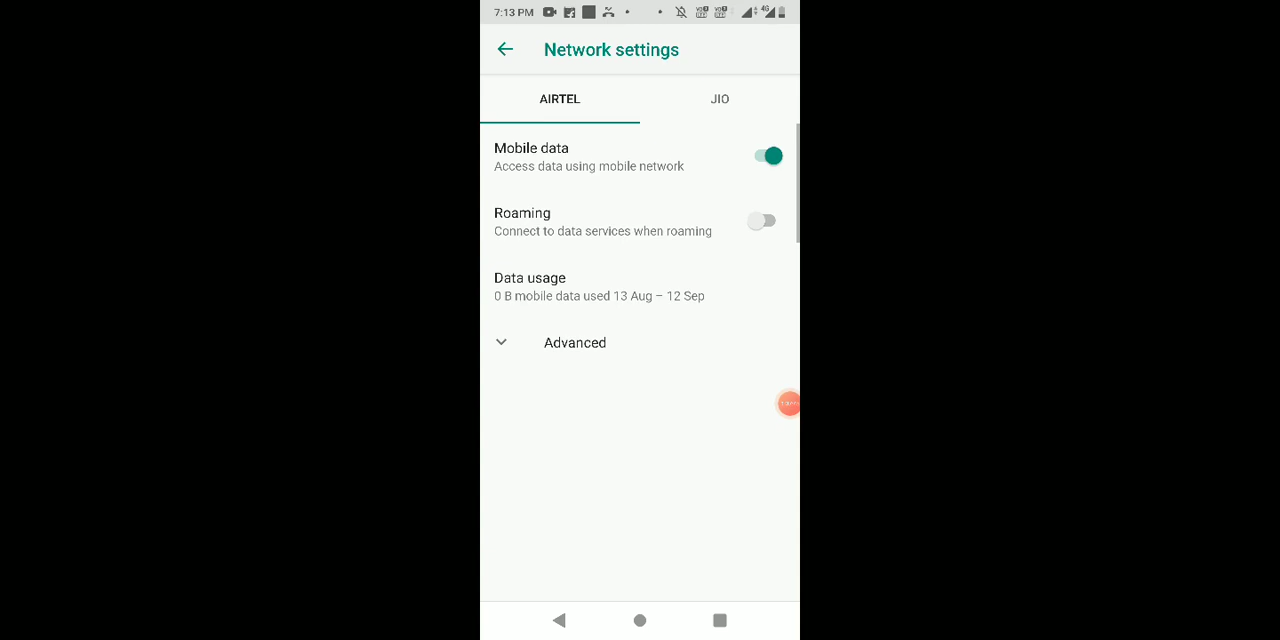 7:13 PM
4G
Network settings
AIRTEL
JIO
Mobile data
Access data using mobile network
Roaming
Connect to data services when roaming
Data usage
0 B mobile data used 13 Aug – 12 Sep
Advanced